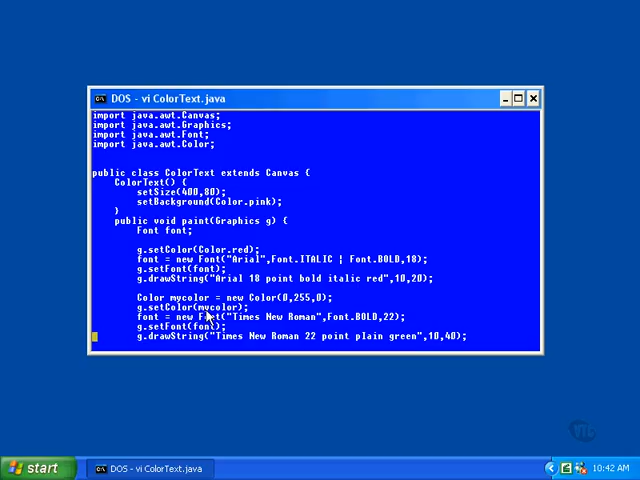 DOS - vi ColorText.java
import java.awt.Canvas;
import java.awt.Graphics;
import java.awt.Font;
import java.awt.Color;
public class ColorText extends Canvas {
ColorText() {
setSize(400,80);
setBackground(Color.pink);
}
public void paint(Graphics g) {
Font font;
g.setColor(Color.red);
font = new Font("Arial",Font.ITALIC | Font.BOLD,18);
g.setFont(font);
g.drawString("Arial 18 point bold italic red",10,20);
Color mycolor = new Color(0,255,0);
g.setColor(mycolor);
font = new Font("Times New Roman",Font.BOLD,22);
g.setFont(font);
g.drawString("Times New Roman 22 point plain green",10,40);
VTC
start
DOS - vi ColorText.java
10:42 AM